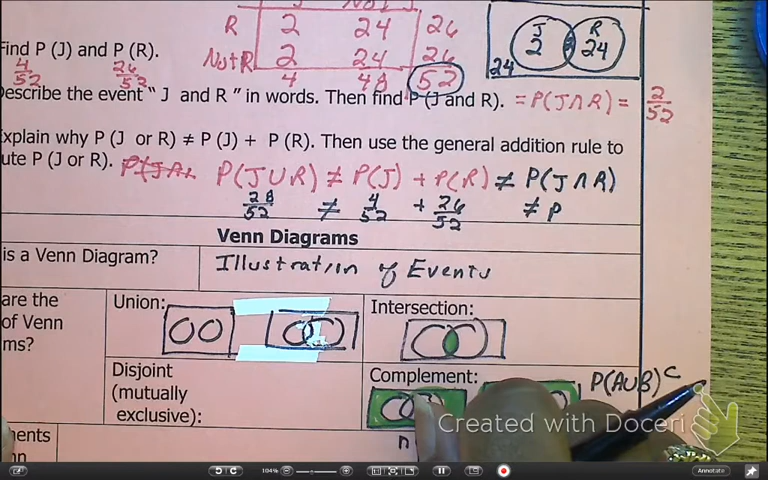 R 2 24 26
Not R 2 24 26
4 48 52
J 2 R 24
24
Find P (J) and P (R).
4/52 26/52
Describe the event " J and R " in words. Then find P (J and R). = P(J∩R) = 2/52
Explain why P (J or R) ≠ P (J) + P (R). Then use the general addition rule to
ute P (J or R). P(J∪R) ≠ P(J) + P(R) ≠ P(J∩R)
28/52 ≠ 4/52 + 26/52 ≠ P
Venn Diagrams
is a Venn Diagram? Illustration of Events
are the
of Venn
ms?
Union:
Intersection:
Disjoint
(mutually
exclusive):
Complement:
P(AUB)ᶜ
Created with Doceri
104%
Annotate